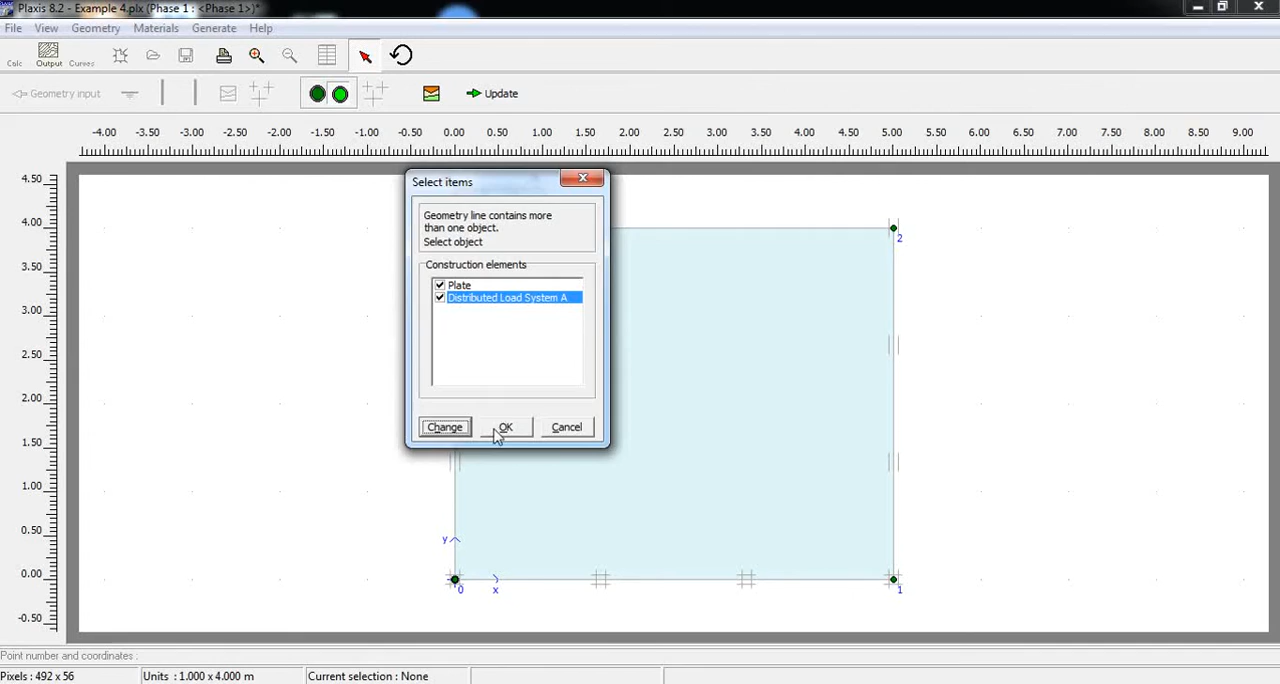 Plaxis 8.2 - Example 4.plx (Phase 1 : <Phase 1>)*
File View Geometry Materials Generate Help
Calc Output Curves
Geometry input
Update
-4.00 -3.50 -3.00 -2.50 -2.00 -1.50 -1.00 -0.50 0.00 0.50 1.00 1.50 2.00 2.50 3.00 3.50 4.00 4.50 5.00 5.50 6.00 6.50 7.00 7.50 8.00 8.50 9.00
4.50
4.00
3.50
3.00
2.50
2.00
1.50
1.00
0.50
0.00
-0.50
Select items
Geometry line contains more
than one object.
Select object
Construction elements
Plate
Distributed Load System A
Change OK Cancel
2
y
0 x 1
Point number and coordinates :
Pixels : 492 x 56 Units : 1.000 x 4.000 m Current selection : None